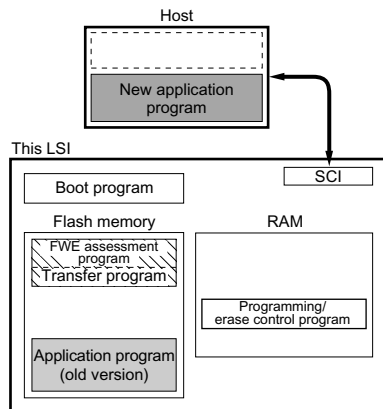 Host
New application
program
This LSI
SCI
Boot program
Flash memory
RAM
FWE assessment
program
Transfer program
Programming/
erase control program
Application program
(old version)